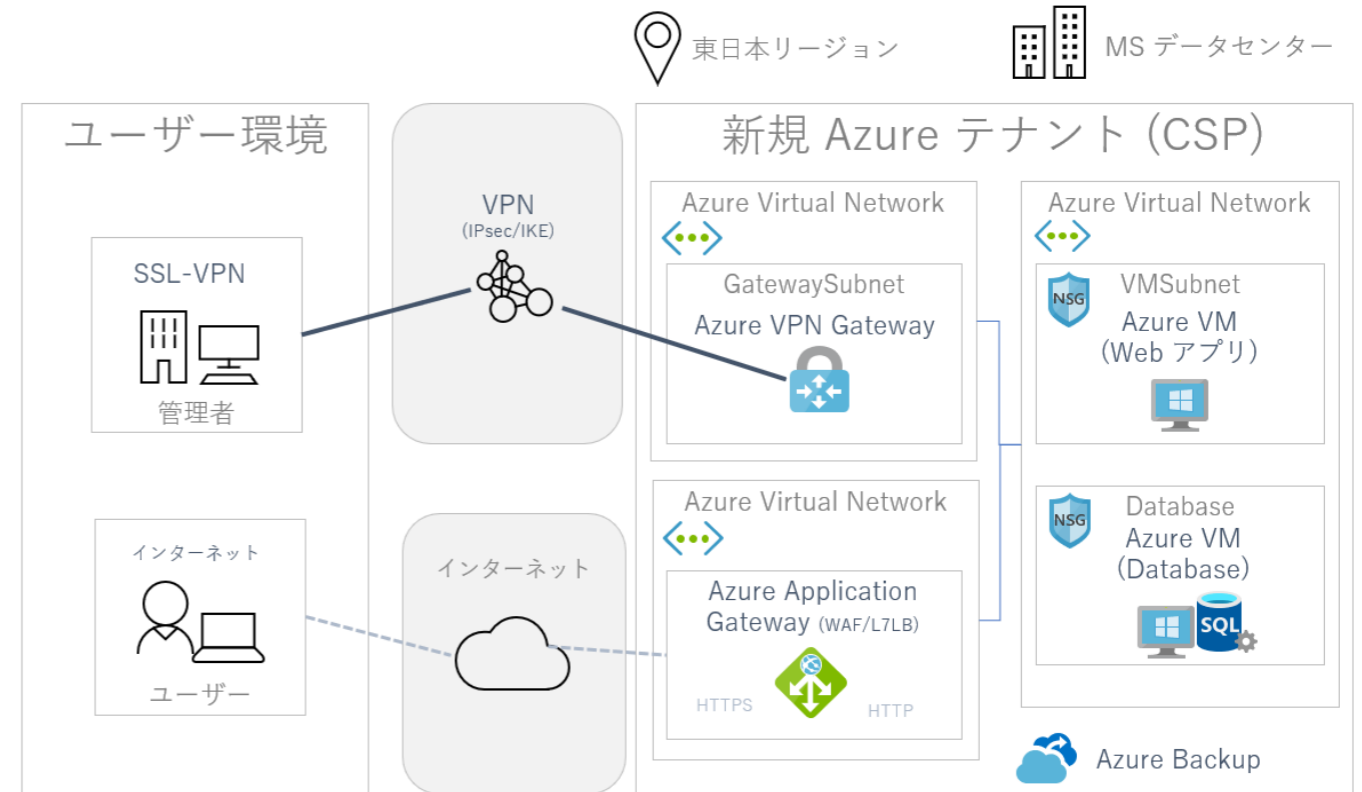 東日本リージョン
MS データセンター
ユーザー環境
SSL-VPN
管理者
インターネット
ユーザー
VPN
(IPsec/IKE)
インターネット
新規 Azure テナント (CSP)
Azure Virtual Network
GatewaySubnet
Azure VPN Gateway
Azure Virtual Network
Azure Application
Gateway (WAF/L7LB)
HTTPS
HTTP
Azure Virtual Network
NSG
VMSubnet
Azure VM
(Web アプリ)
NSG
Database
Azure VM
(Database)
SQL
Azure Backup